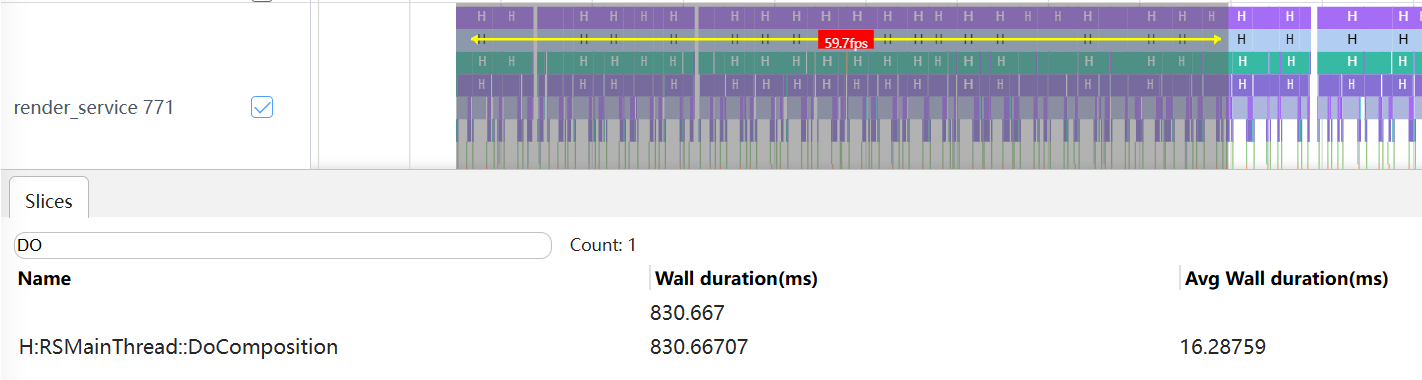 H H H H H H H H H H H H H H H H H H H H H H H H
H H H H H H H H H H H H H H H H H H H
59.7fps
H H H H H H H H H H H H H H H H H H H H H
H H H H H H H H H H H H H H H H H H
render_service 771
Slices
DO Count: 1
Name Wall duration(ms) Avg Wall duration(ms)
830.667
H:RSMainThread::DoComposition 830.66707 16.28759